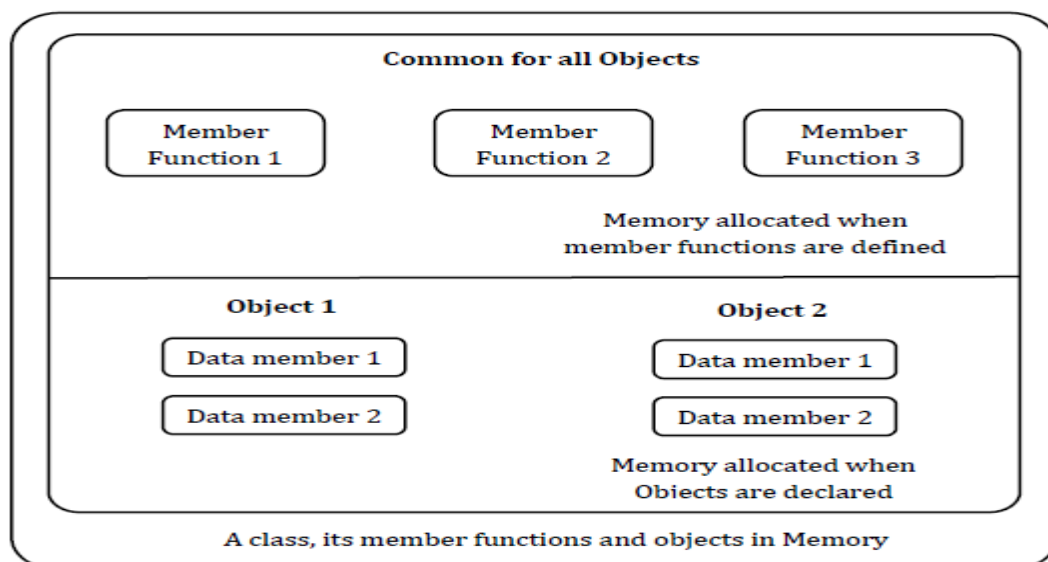 Common for all Objects
Member
Function 1
Member
Function 2
Member
Function 3
Memory allocated when
member functions are defined
Object 1
Data member 1
Data member 2
Object 2
Data member 1
Data member 2
Memory allocated when
Objects are declared
A class, its member functions and objects in Memory